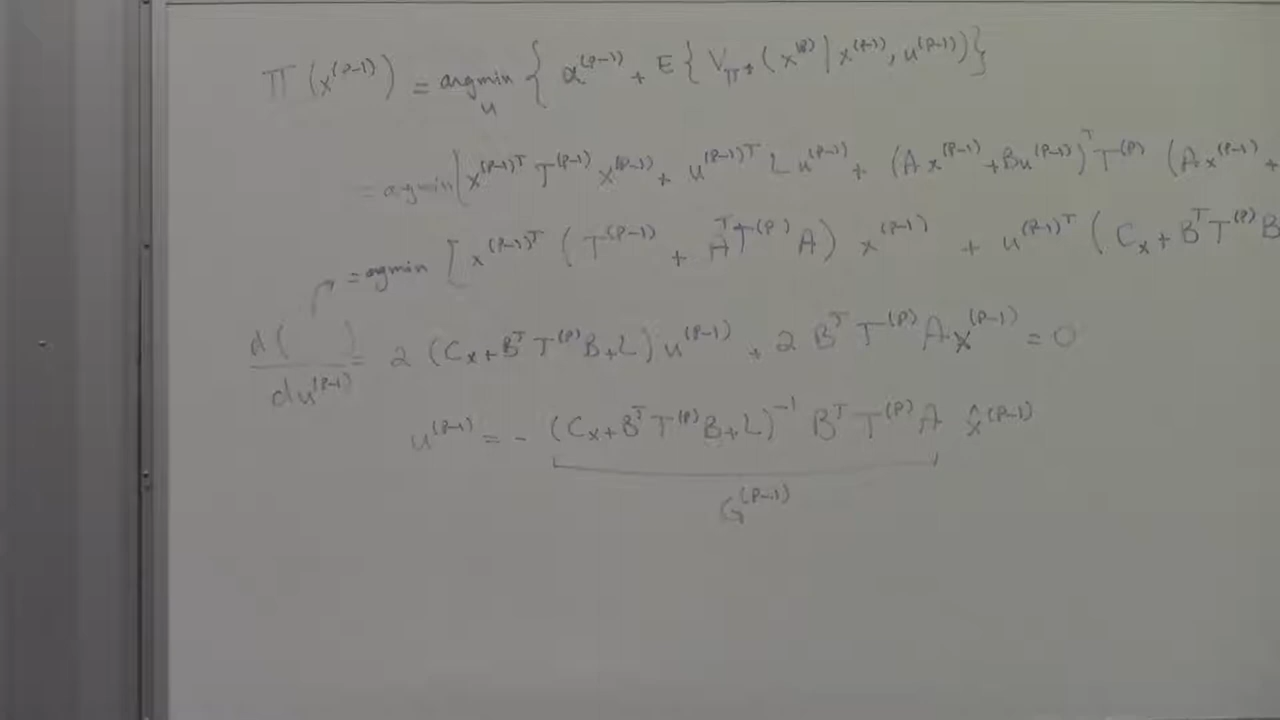 π(x^(P-1)) = argmin_u { α^(P-1) + E { V_π* (x^(P) | x^(P-1), u^(P-1)) }
= argmin [ x^(P-1)T T^(P-1) x^(P-1) + u^(P-1)T L u^(P-1) + (A x^(P-1) + Bu^(P-1))^T T^(P) (A x^(P-1) +
= argmin [ x^(P-1)T ( T^(P-1) + A^T T^(P) A ) x^(P-1) + u^(P-1)T ( C_x + B^T T^(P) B
d( ) / du^(P-1) = 2 (C_x + B^T T^(P) B + L) u^(P-1) + 2 B^T T^(P) A x^(P-1) = 0
u^(P-1) = - (C_x + B^T T^(P) B + L)^-1 B^T T^(P) A x̂^(P-1)
G^(P-1)